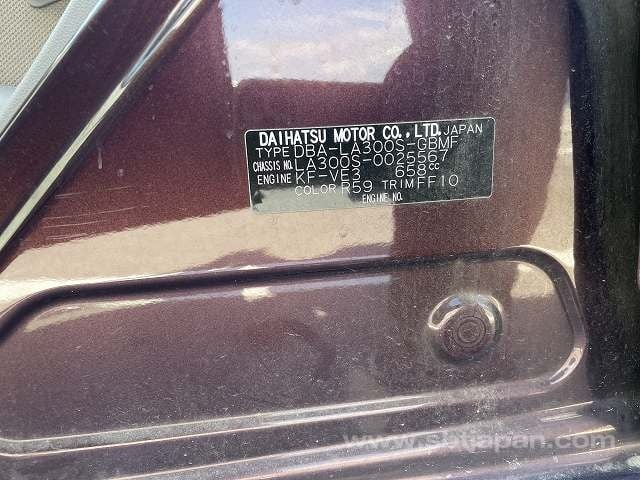 DAIHATSU MOTOR CO., LTD. JAPAN
TYPE DBA-LA300S-GBMF
CHASSIS NO. LA300S-0025567
ENGINE KF-VE3 658cc
COLOR R59 TRIM FF10
ENGINE NO.
www.sbtjapan.com